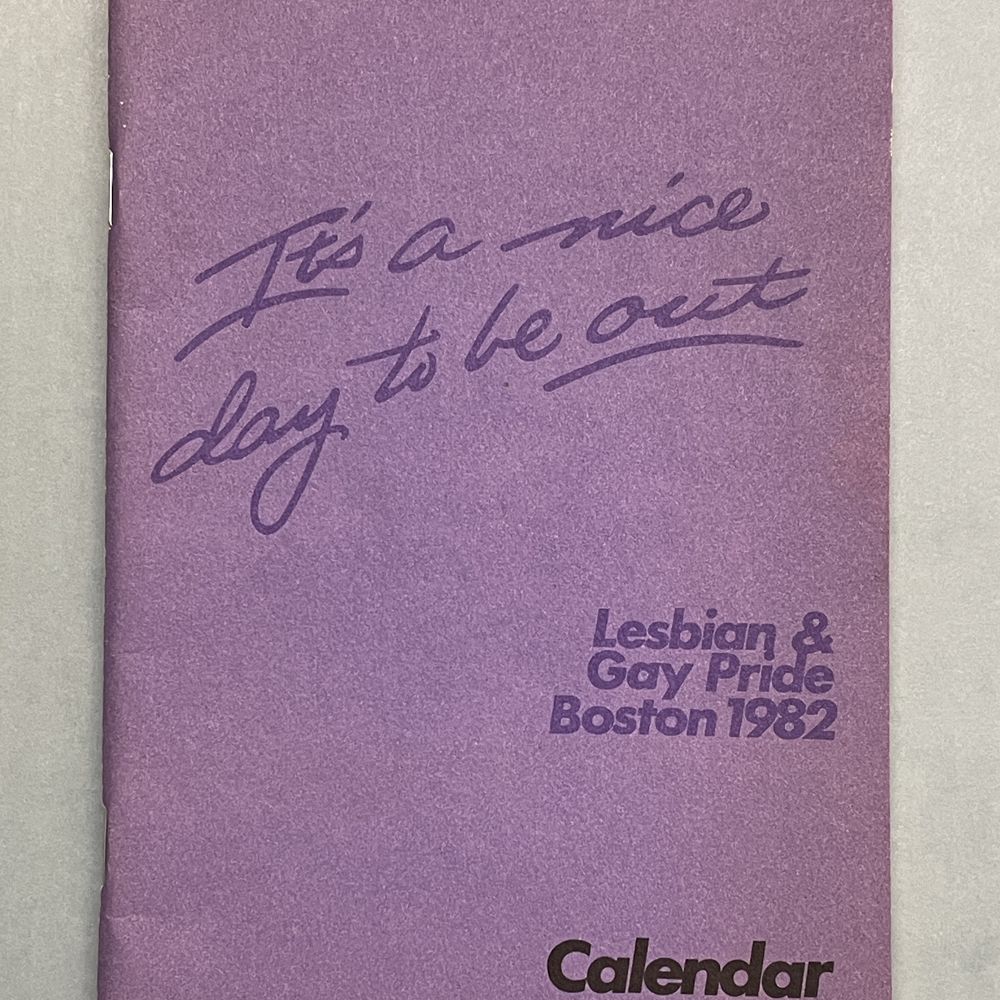 It's a nice
day to be out
Lesbian &
Gay Pride
Boston 1982
Calendar